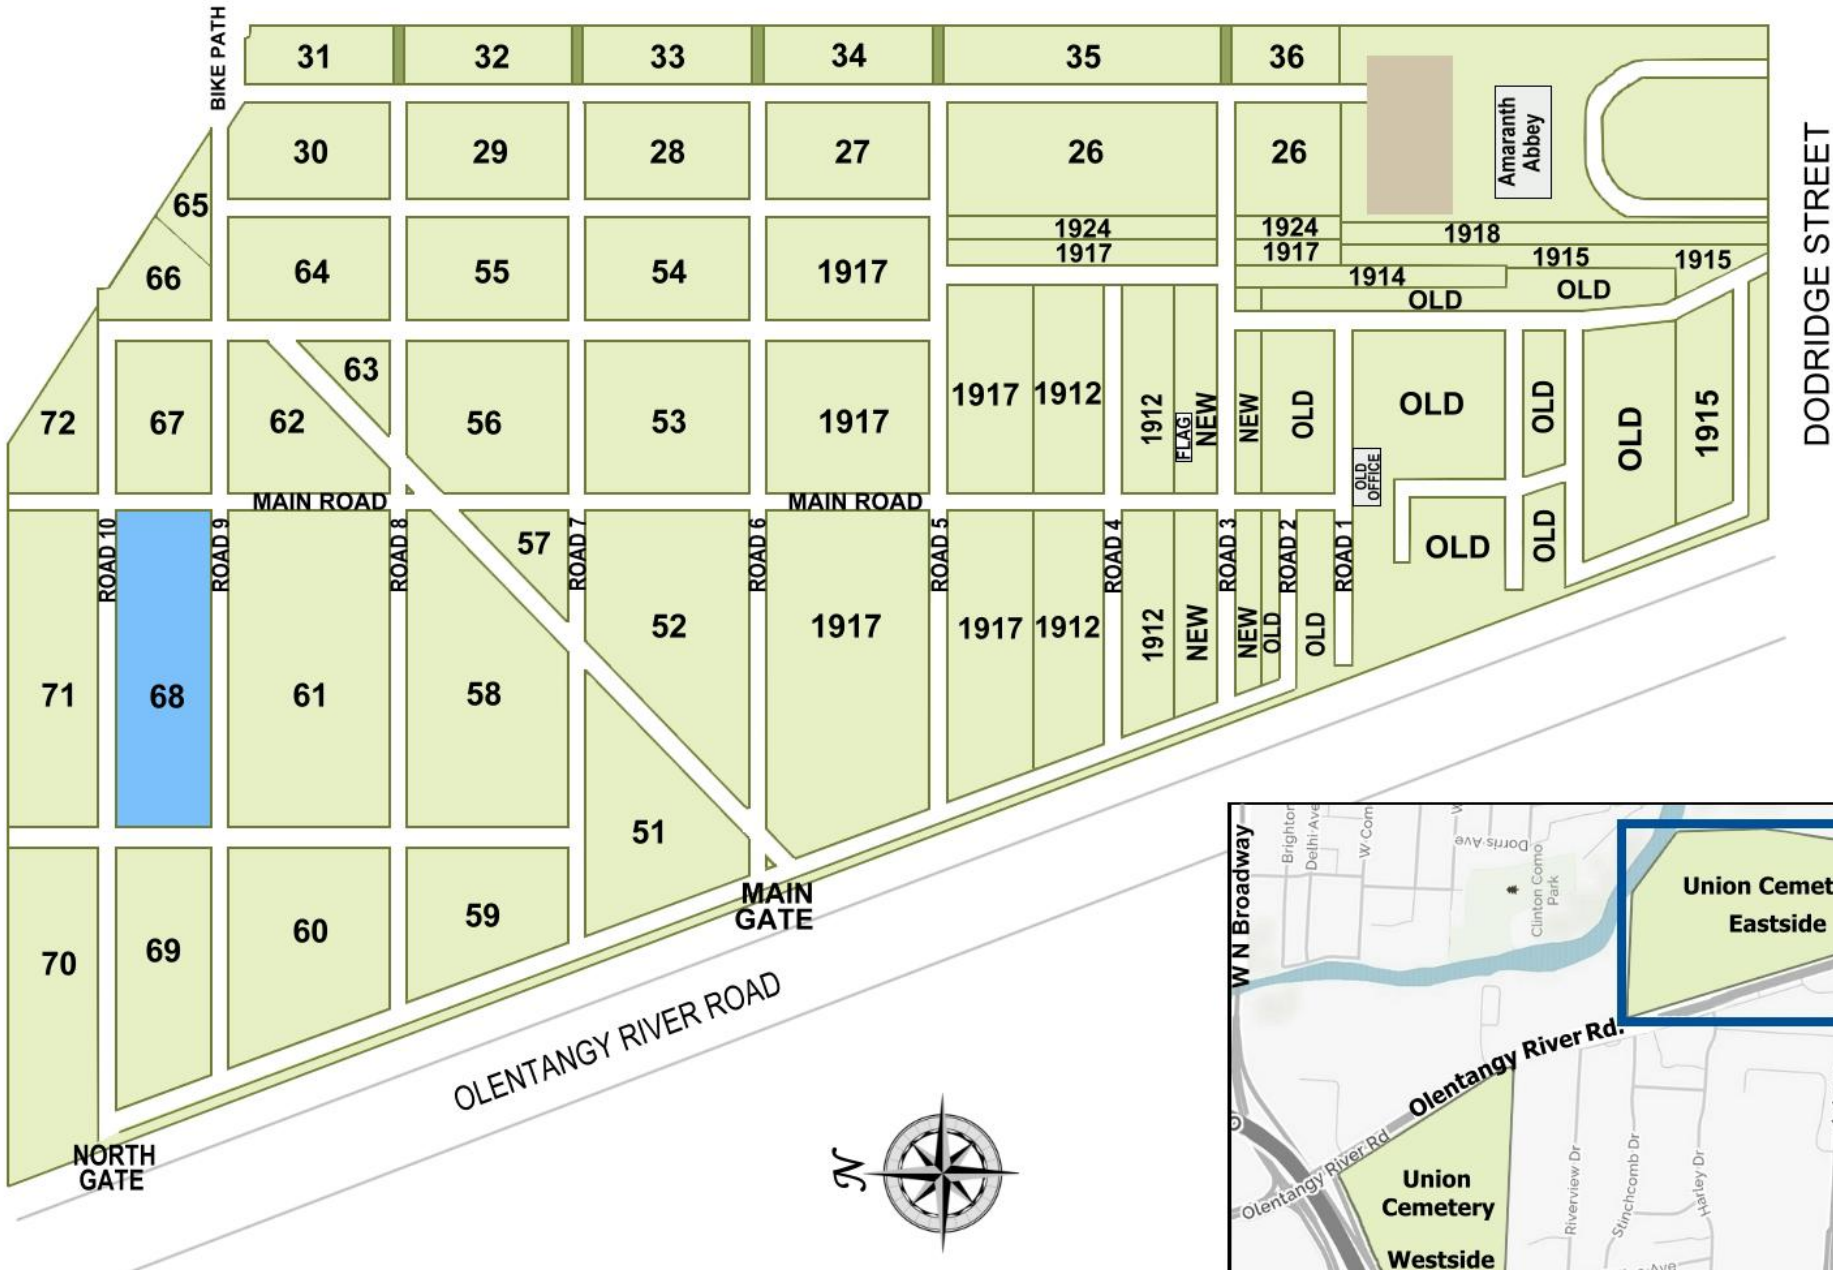 BIKE PATH
31
32
33
34
35
36
30
29
28
27
26
26
Amaranth
Abbey
DODRIDGE STREET
65
66
64
55
54
1917
1924
1917
1924
1917
1918
1915
1915
1914
OLD
OLD
72
67
62
63
56
53
1917
1917
1912
1912
FLAG
NEW
NEW
OLD
OLD
OLD
OLD
1915
OLD
OFFICE
MAIN ROAD
MAIN ROAD
ROAD 10
ROAD 9
ROAD 8
ROAD 7
ROAD 6
ROAD 5
ROAD 4
ROAD 3
ROAD 2
ROAD 1
OLD
OLD
71
68
61
58
57
52
1917
1917
1912
1912
NEW
NEW
OLD
OLD
51
70
69
60
59
MAIN
GATE
NORTH
GATE
OLENTANGY RIVER ROAD
N
W N Broadway
Brighton
Delhi Ave
W Com
W
Dorris Ave
Clinton Como
Park
Union Cemet
Eastside
Olentangy River Rd.
Olentangy River Rd
Union
Cemetery
Westside
Riverview Dr
Stinchcomb Dr
Harley Dr
Ave